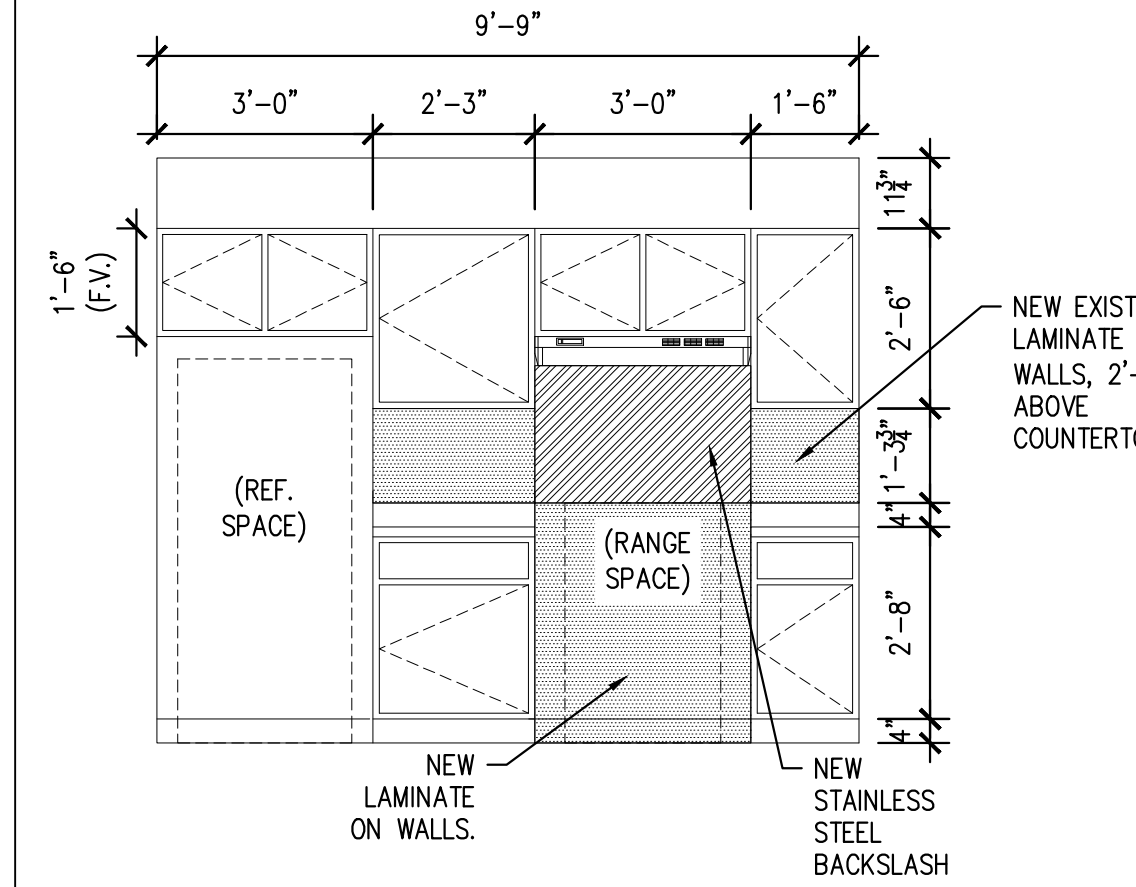 9'-9"
3'-0"
2'-3"
3'-0"
1'-6"
11¾"
1'-6"
(F.V.)
2'-6"
NEW EXIST
LAMINATE
WALLS, 2'-
ABOVE
COUNTERTO
1'-3¾"
(REF.
SPACE)
4"
(RANGE
SPACE)
2'-8"
4"
NEW
LAMINATE
ON WALLS.
NEW
STAINLESS
STEEL
BACKSLASH